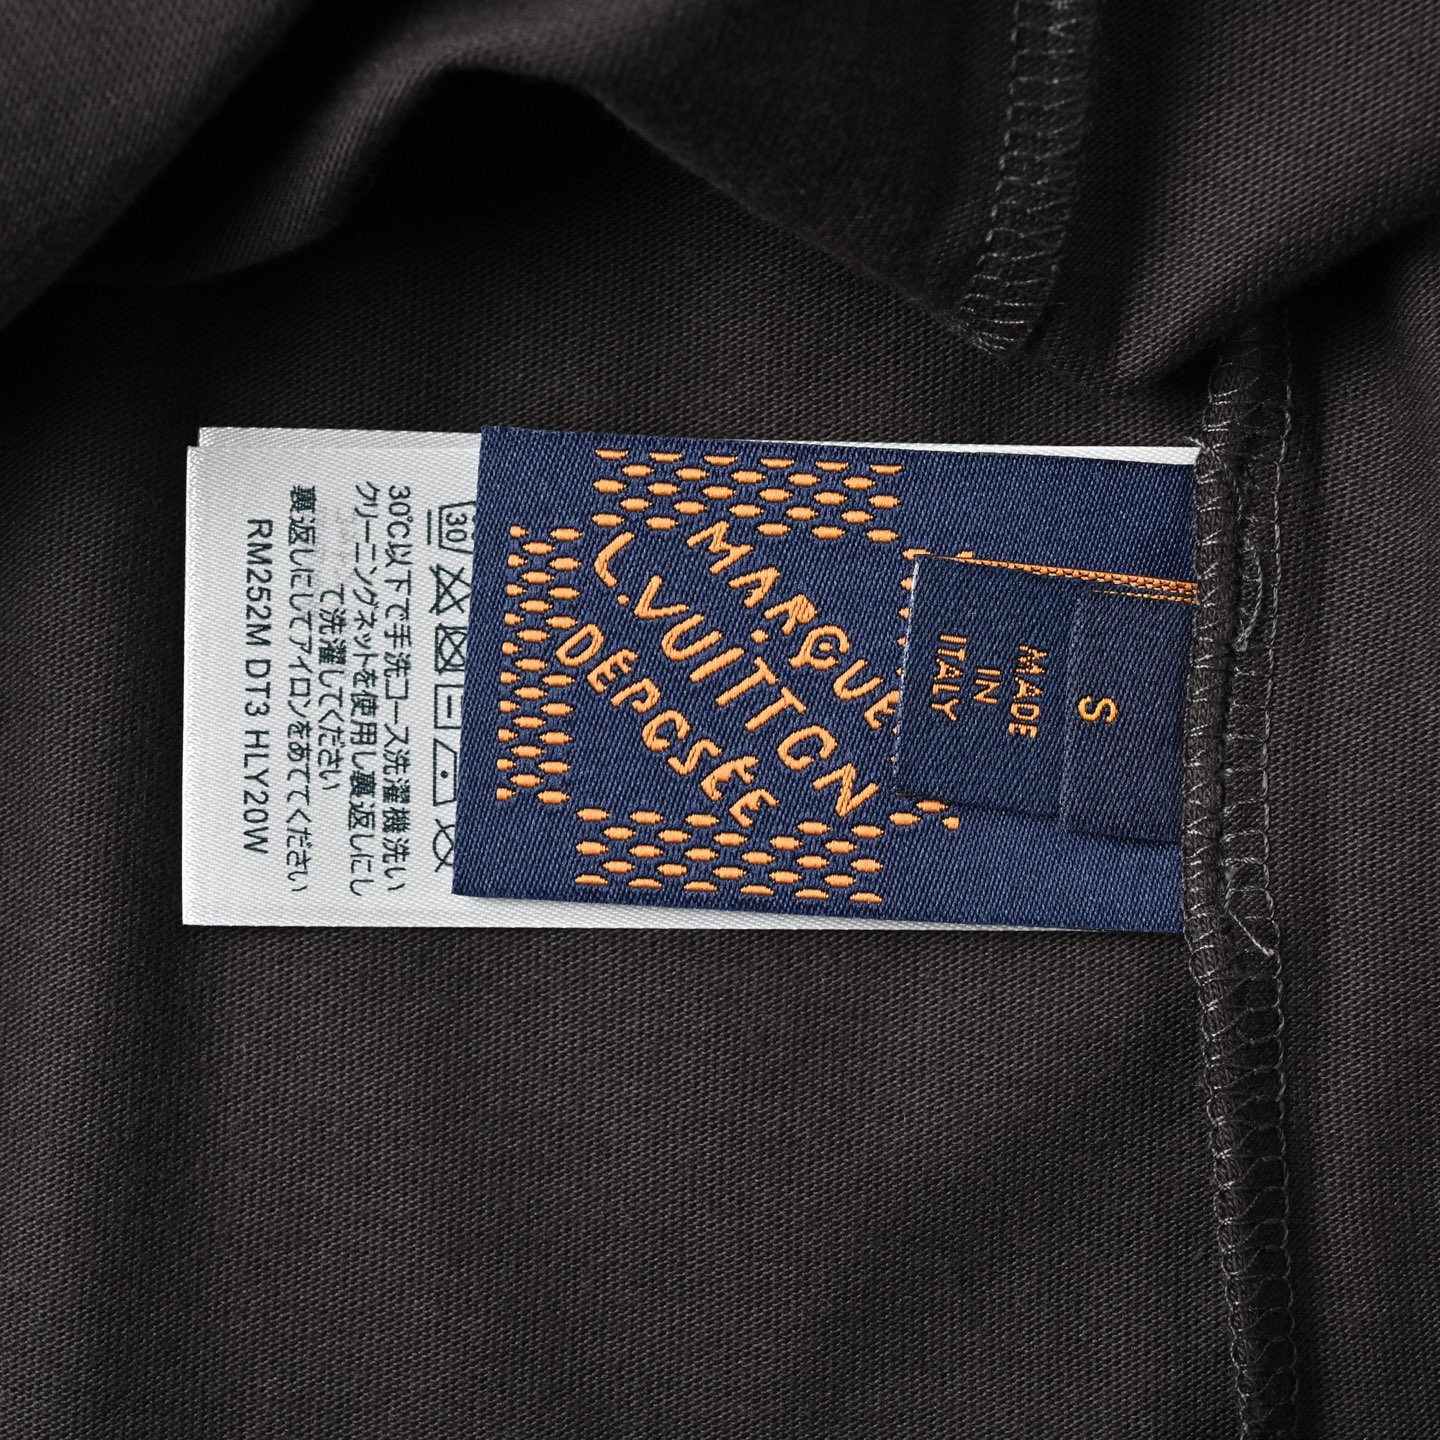 S
MADE
IN
ITALY
MARQUE
L.VUITTON
DEPOSÉE
30
30℃以下で手洗コース洗濯機洗い
クリーニングネットを使用し裏返しにし
て洗濯してください
裏返しにしてアイロンをあててください
RM252M DT3 HLY20W